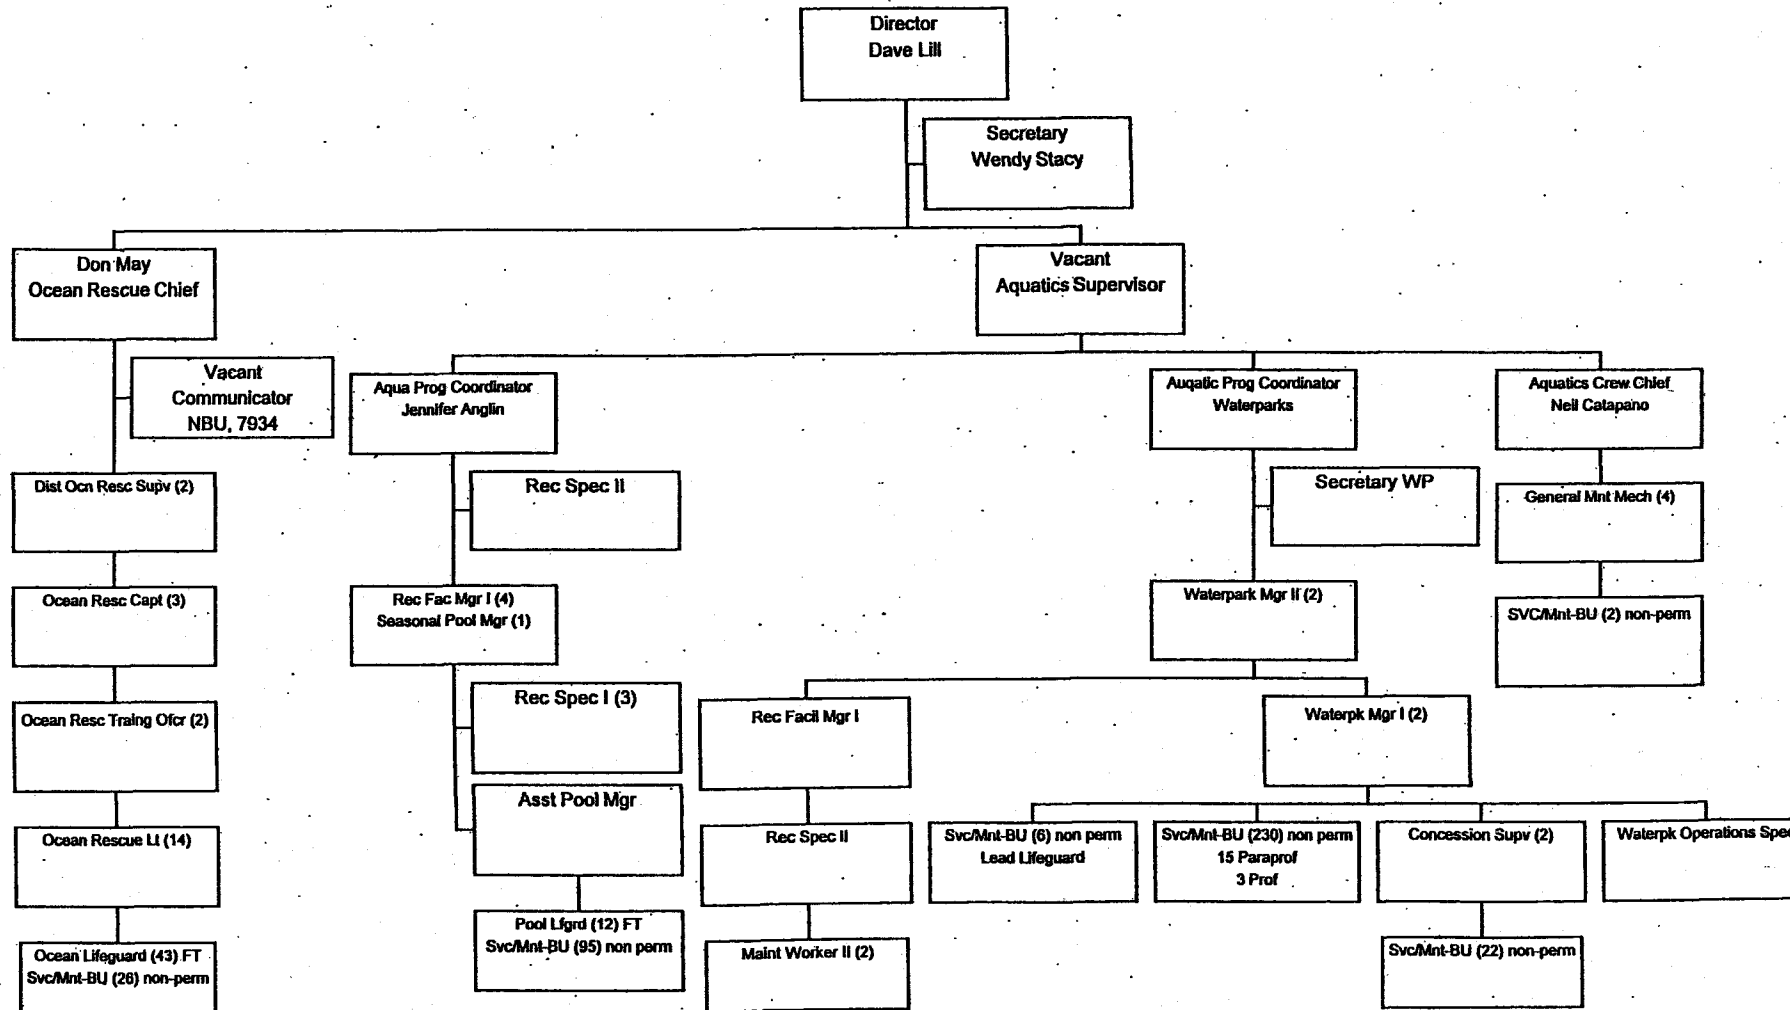 Director
Dave Lill
Secretary
Wendy Stacy
Don May
Ocean Rescue Chief
Vacant
Aquatics Supervisor
Vacant
Communicator
NBU, 7934
Aqua Prog Coordinator
Jennifer Anglin
Auqatic Prog Coordinator
Waterparks
Aquatics Crew Chief
Neil Catapano
Dist Ocn Resc Supv (2)
Rec Spec II
Secretary WP
General Mnt Mech (4)
Ocean Resc Capt (3)
Rec Fac Mgr I (4)
Seasonal Pool Mgr (1)
Waterpark Mgr II (2)
SVC/Mnt-BU (2) non-perm
Ocean Resc Traing Ofcr (2)
Rec Spec I (3)
Rec Facil Mgr I
Waterpk Mgr I (2)
Asst Pool Mgr
Ocean Rescue Lt (14)
Rec Spec II
Svc/Mnt-BU (6) non perm
Lead Lifeguard
Svc/Mnt-BU (230) non perm
15 Paraprof
3 Prof
Concession Supv (2)
Waterpk Operations Spec
Ocean Lifeguard (43) FT
Svc/Mnt-BU (26) non-perm
Pool Lfgrd (12) FT
Svc/Mnt-BU (95) non perm
Maint Worker II (2)
Svc/Mnt-BU (22) non-perm